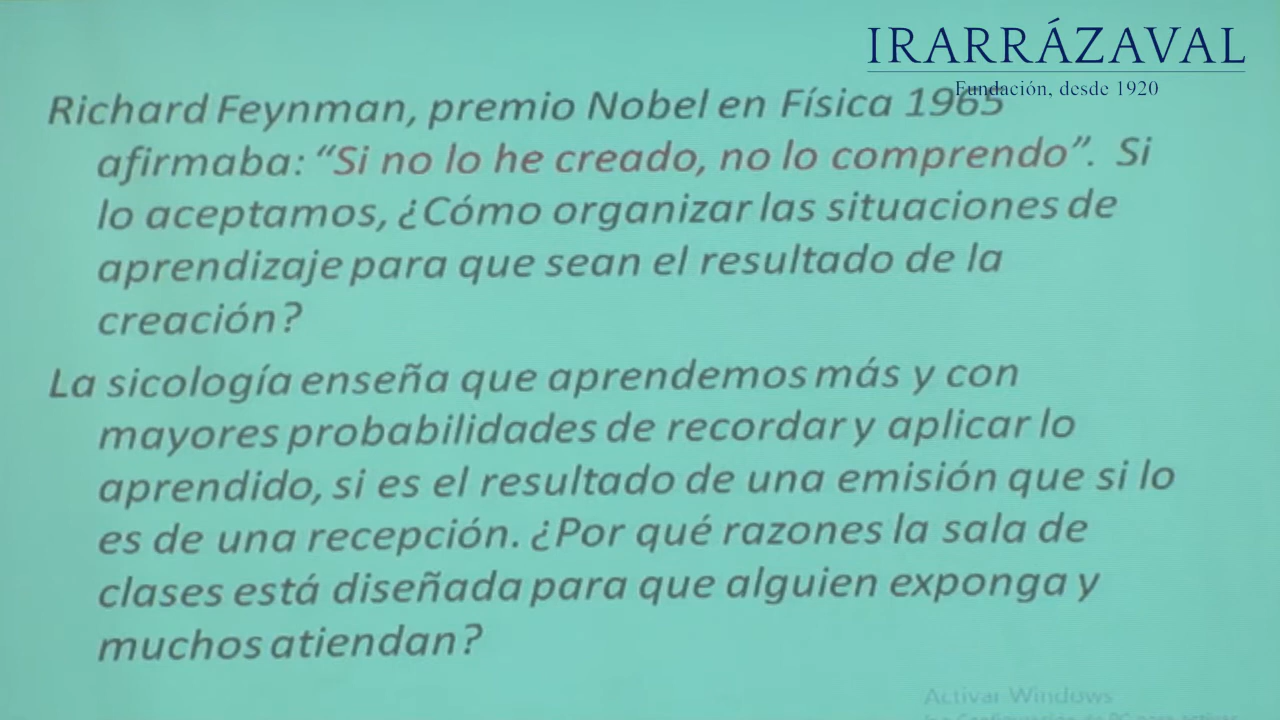 IRARRÁZAVAL
Fundación, desde 1920
Richard Feynman, premio Nobel en Física 1965
afirmaba: “Si no lo he creado, no lo comprendo”. Si
lo aceptamos, ¿Cómo organizar las situaciones de
aprendizaje para que sean el resultado de la
creación?
La sicología enseña que aprendemos más y con
mayores probabilidades de recordar y aplicar lo
aprendido, si es el resultado de una emisión que si lo
es de una recepción. ¿Por qué razones la sala de
clases está diseñada para que alguien exponga y
muchos atiendan?
Activar Windows